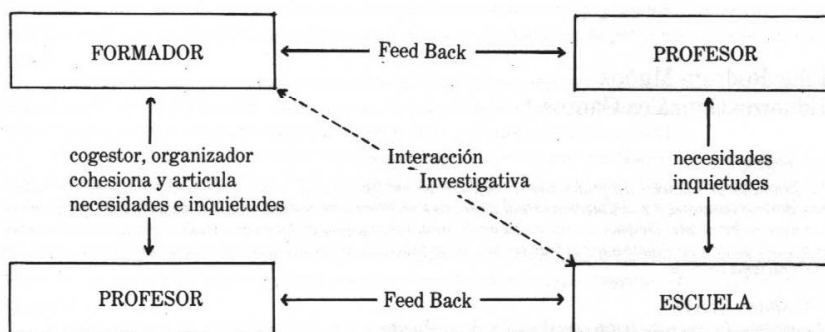 FORMADOR
Feed Back
PROFESOR
cogestor, organizador
cohesiona y articula
necesidades e inquietudes
Interacción
Investigativa
necesidades
inquietudes
PROFESOR
Feed Back
ESCUELA